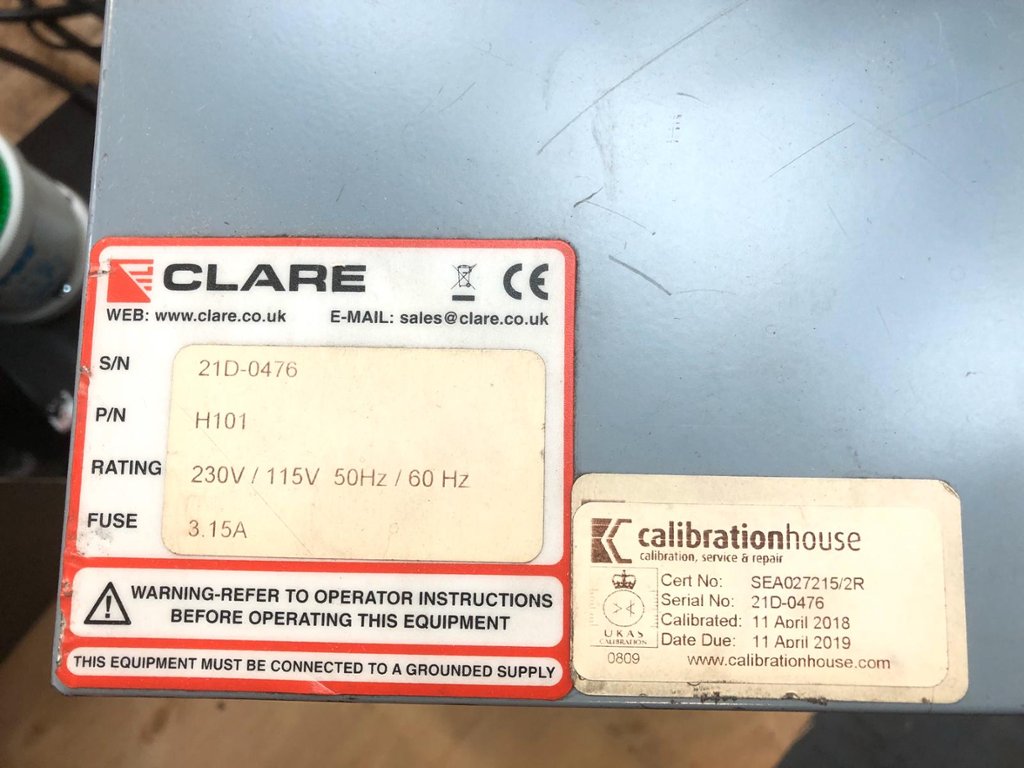 CLARE
CE
WEB: www.clare.co.uk E-MAIL: sales@clare.co.uk
S/N 21D-0476
P/N H101
RATING 230V / 115V 50Hz / 60 Hz
FUSE 3.15A
WARNING-REFER TO OPERATOR INSTRUCTIONS
BEFORE OPERATING THIS EQUIPMENT
THIS EQUIPMENT MUST BE CONNECTED TO A GROUNDED SUPPLY
calibrationhouse
calibration, service & repair
Cert No: SEA027215/2R
Serial No: 21D-0476
Calibrated: 11 April 2018
Date Due: 11 April 2019
www.calibrationhouse.com
UKAS
CALIBRATION
0809